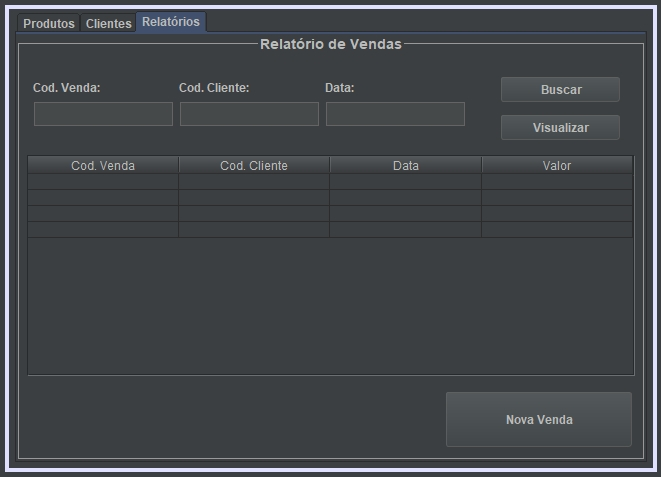 Produtos Clientes Relatórios
Relatório de Vendas
Cod. Venda: Cod. Cliente: Data: Buscar
Visualizar
Cod. Venda Cod. Cliente Data Valor
Nova Venda